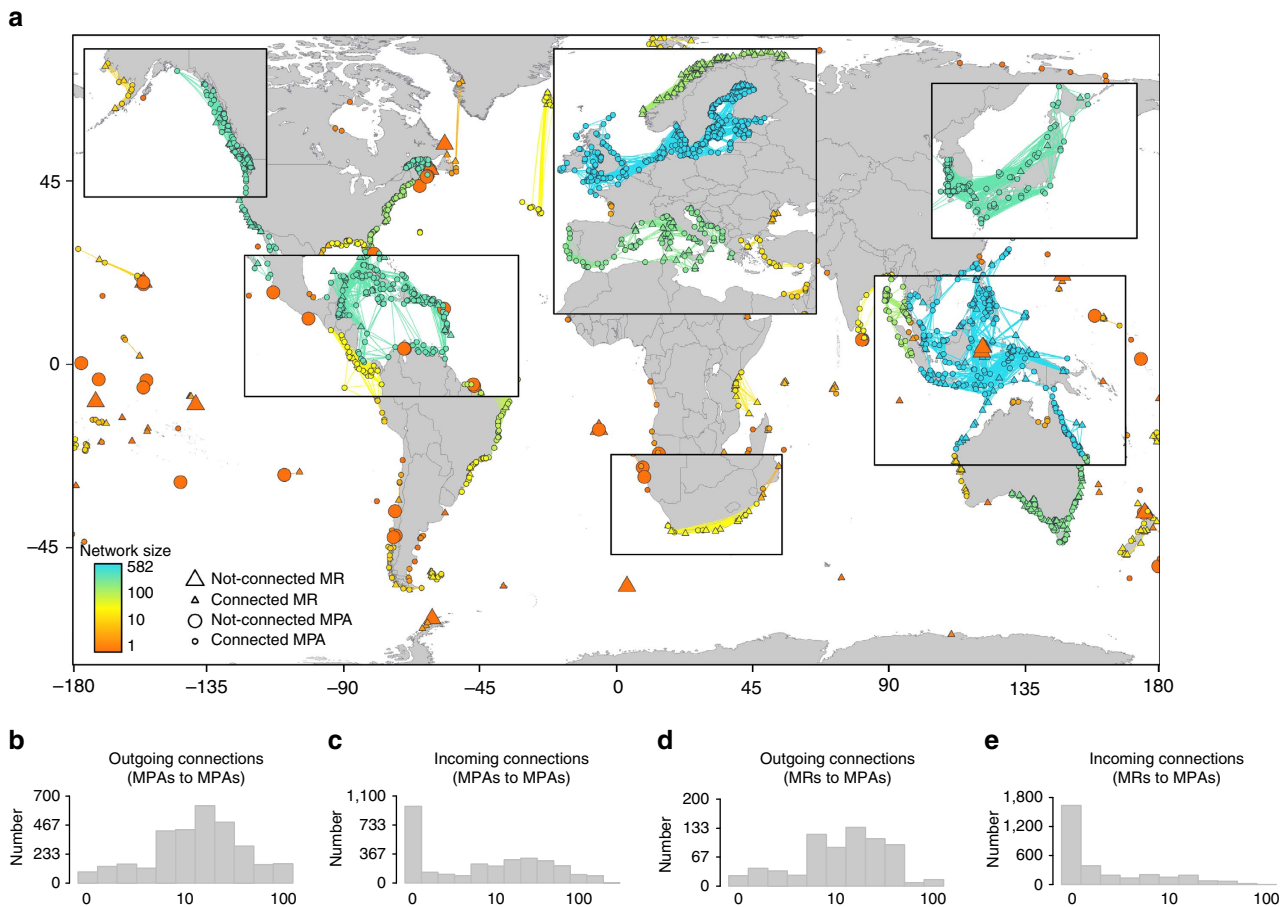 a
45
0
−45
Network size
582
100
10
1
Not-connected MR
Connected MR
Not-connected MPA
Connected MPA
−180 −135 −90 −45 0 45 90 135 180
b
Outgoing connections
(MPAs to MPAs)
Number
700
467
233
0
0 10 100
c
Incoming connections
(MPAs to MPAs)
Number
1,100
733
367
0
0 10 100
d
Outgoing connections
(MRs to MPAs)
Number
200
133
67
0
0 10 100
e
Incoming connections
(MRs to MPAs)
Number
1,800
1,200
600
0
0 10 100